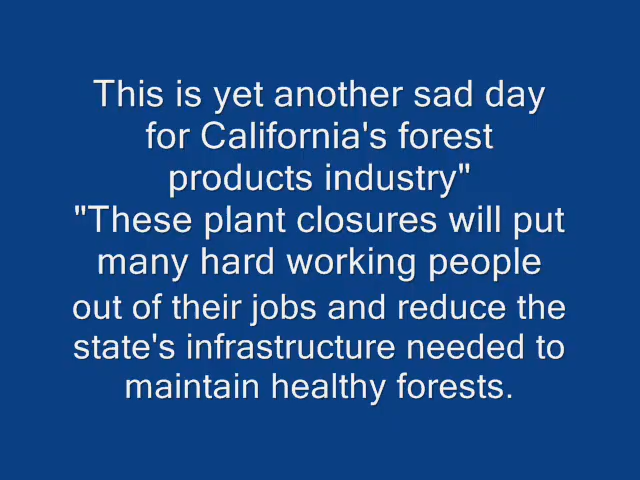 This is yet another sad day
for California's forest
products industry"
"These plant closures will put
many hard working people
out of their jobs and reduce the
state's infrastructure needed to
maintain healthy forests.